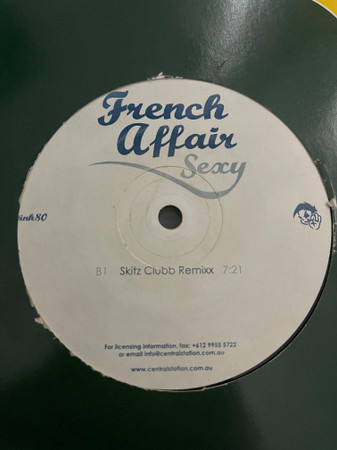 French
Affair
Sexy
B1 Skitz Clubb Remixx 7:21
For licensing information, fax: +612 9955 5722
or email info@centralstation.com.au
www.centralstation.com.au